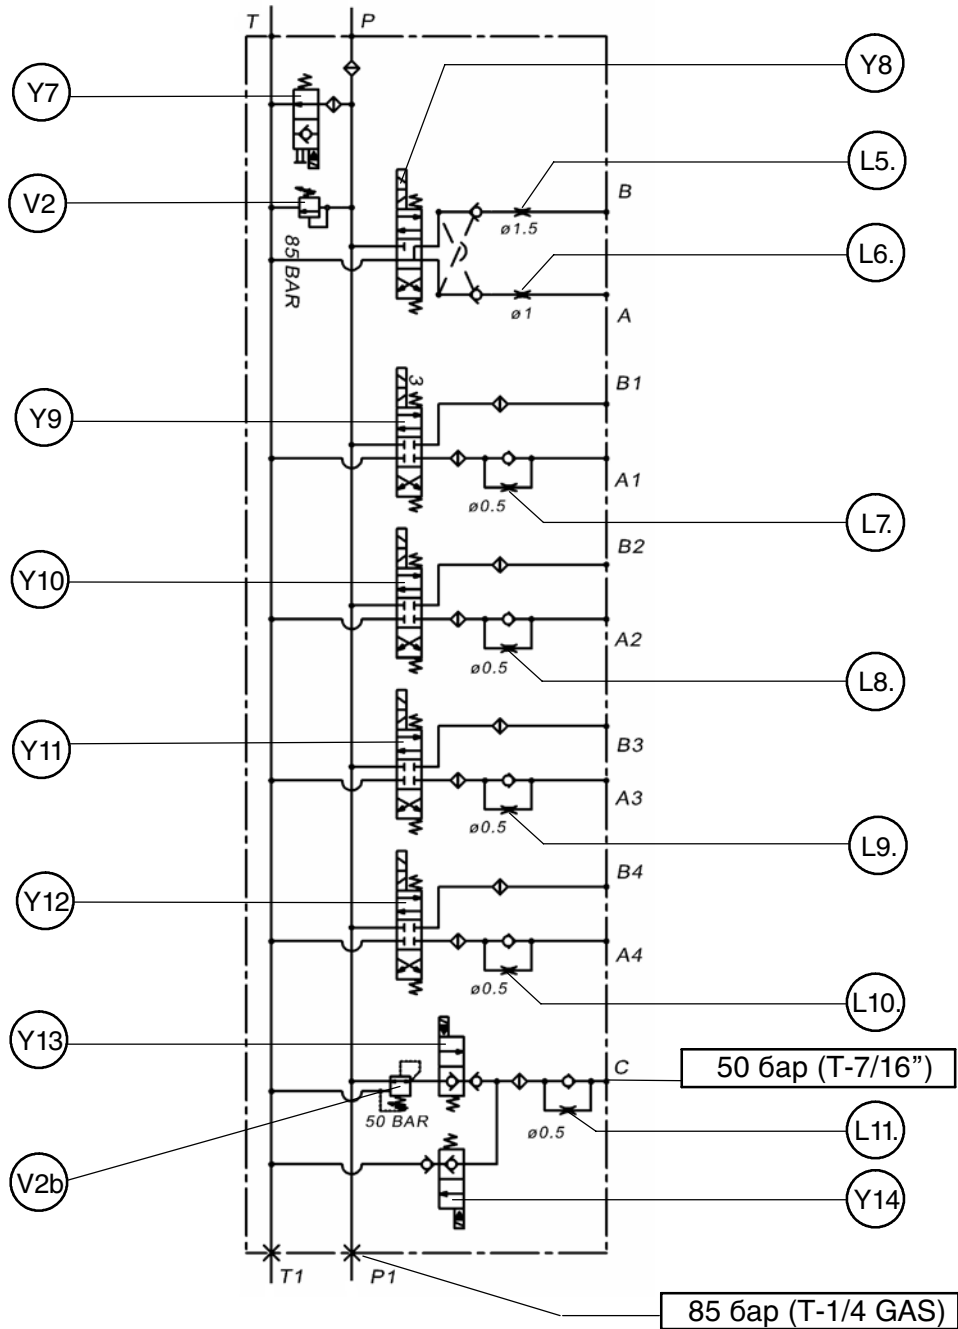 T
P
Y7
Y8
L5.
V2
B
ø1.5
85 BAR
L6.
ø1
A
3
B1
Y9
A1
ø0.5
L7.
B2
Y10
A2
ø0.5
L8.
B3
Y11
A3
ø0.5
L9.
B4
Y12
A4
ø0.5
L10.
Y13
C
50 бар (T-7/16”)
50 BAR
ø0.5
L11.
V2b
Y14
T1
P1
85 бар (T-1/4 GAS)